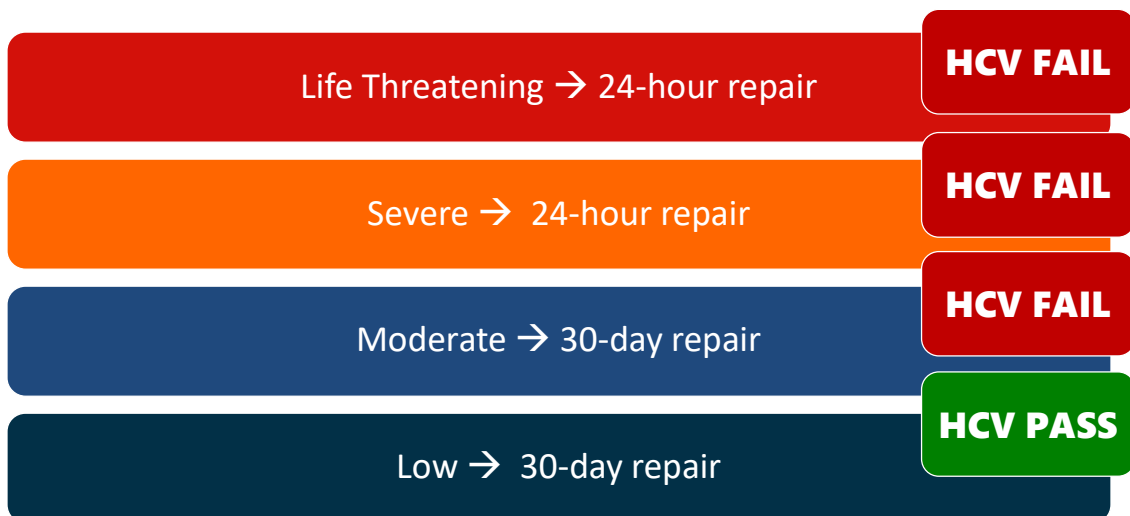 HCV FAIL
Life Threatening → 24-hour repair
HCV FAIL
Severe → 24-hour repair
HCV FAIL
Moderate → 30-day repair
HCV PASS
Low → 30-day repair